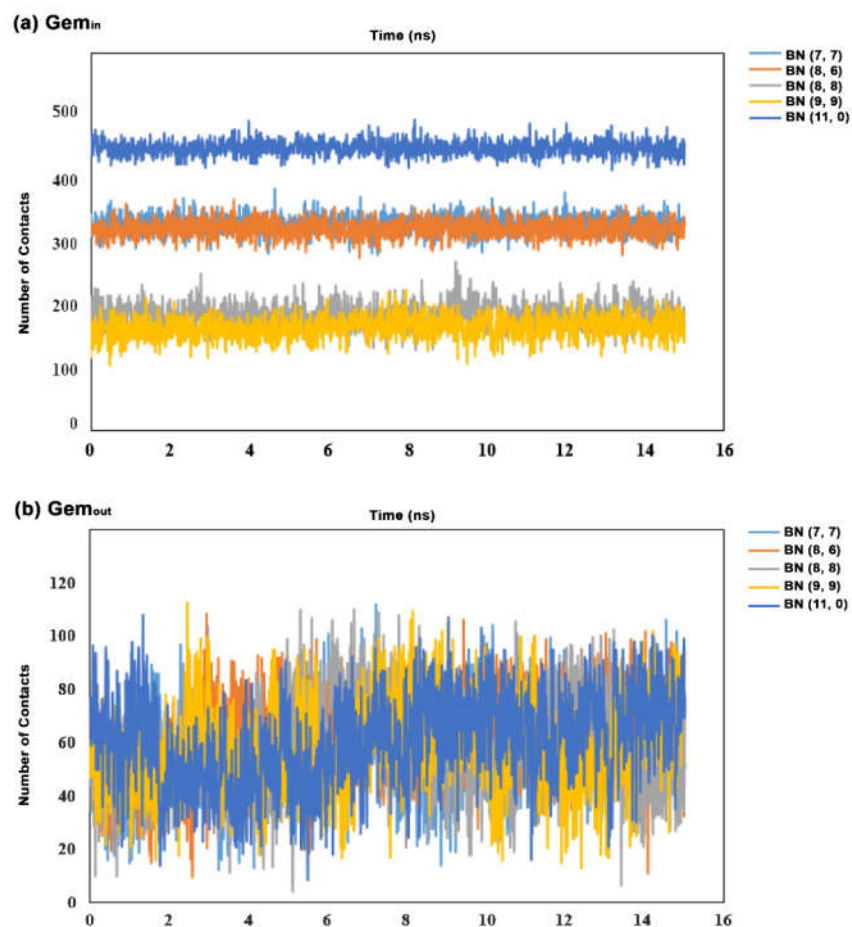 (a) Gemin
Time (ns)
BN (7, 7)
BN (8, 6)
BN (8, 8)
BN (9, 9)
BN (11, 0)
Number of Contacts
500
400
300
200
100
0
0 2 4 6 8 10 12 14 16
(b) Gemout
Time (ns)
BN (7, 7)
BN (8, 6)
BN (8, 8)
BN (9, 9)
BN (11, 0)
Number of Contacts
120
100
80
60
40
20
0
0 2 4 6 8 10 12 14 16